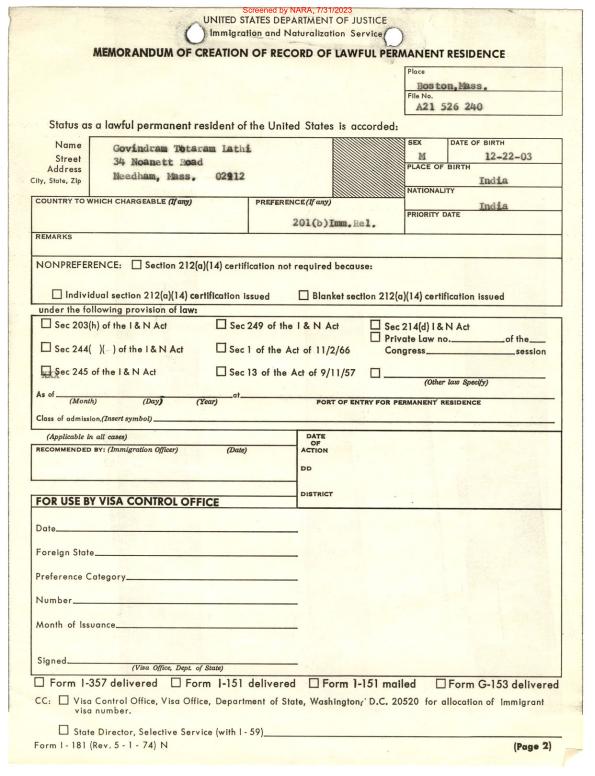 Screened by NARA, 7/31/2023
UNITED STATES DEPARTMENT OF JUSTICE
Immigration and Naturalization Service
MEMORANDUM OF CREATION OF RECORD OF LAWFUL PERMANENT RESIDENCE
Place
Boston,Mass.
File No.
A21 526 240
Status as a lawful permanent resident of the United States is accorded:
Name Govindram Totaram Lathi
Street Address 34 Noanett Road
City, State, Zip Needham, Mass. 02912
SEX
M
DATE OF BIRTH
12-22-03
PLACE OF BIRTH
India
NATIONALITY
India
COUNTRY TO WHICH CHARGEABLE (If any)
PREFERENCE(If any)
201(b)Imm.Rel.
PRIORITY DATE
REMARKS
NONPREFERENCE: Section 212(a)(14) certification not required because:
Individual section 212(a)(14) certification issued Blanket section 212(a)(14) certification issued
under the following provision of law:
Sec 203(h) of the I & N Act Sec 249 of the I & N Act Sec 214(d) I & N Act
Private Law no. of the
Sec 244( )( ) of the I & N Act Sec 1 of the Act of 11/2/66 Congress, session
Sec 245 of the I & N Act Sec 13 of the Act of 9/11/57
(Other law Specify)
As of at
(Month) (Day) (Year) PORT OF ENTRY FOR PERMANENT RESIDENCE
Class of admission,(Insert symbol)
(Applicable in all cases)
RECOMMENDED BY: (Immigration Officer) (Date)
DATE
OF
ACTION
DD
DISTRICT
FOR USE BY VISA CONTROL OFFICE
Date
Foreign State
Preference Category
Number
Month of Issuance
Signed
(Visa Office, Dept. of State)
Form I-357 delivered Form I-151 delivered Form I-151 mailed Form G-153 delivered
CC: Visa Control Office, Visa Office, Department of State, Washington, D.C. 20520 for allocation of Immigrant
visa number.
State Director, Selective Service (with I - 59)
Form I - 181 (Rev. 5 - 1 - 74) N (Page 2)